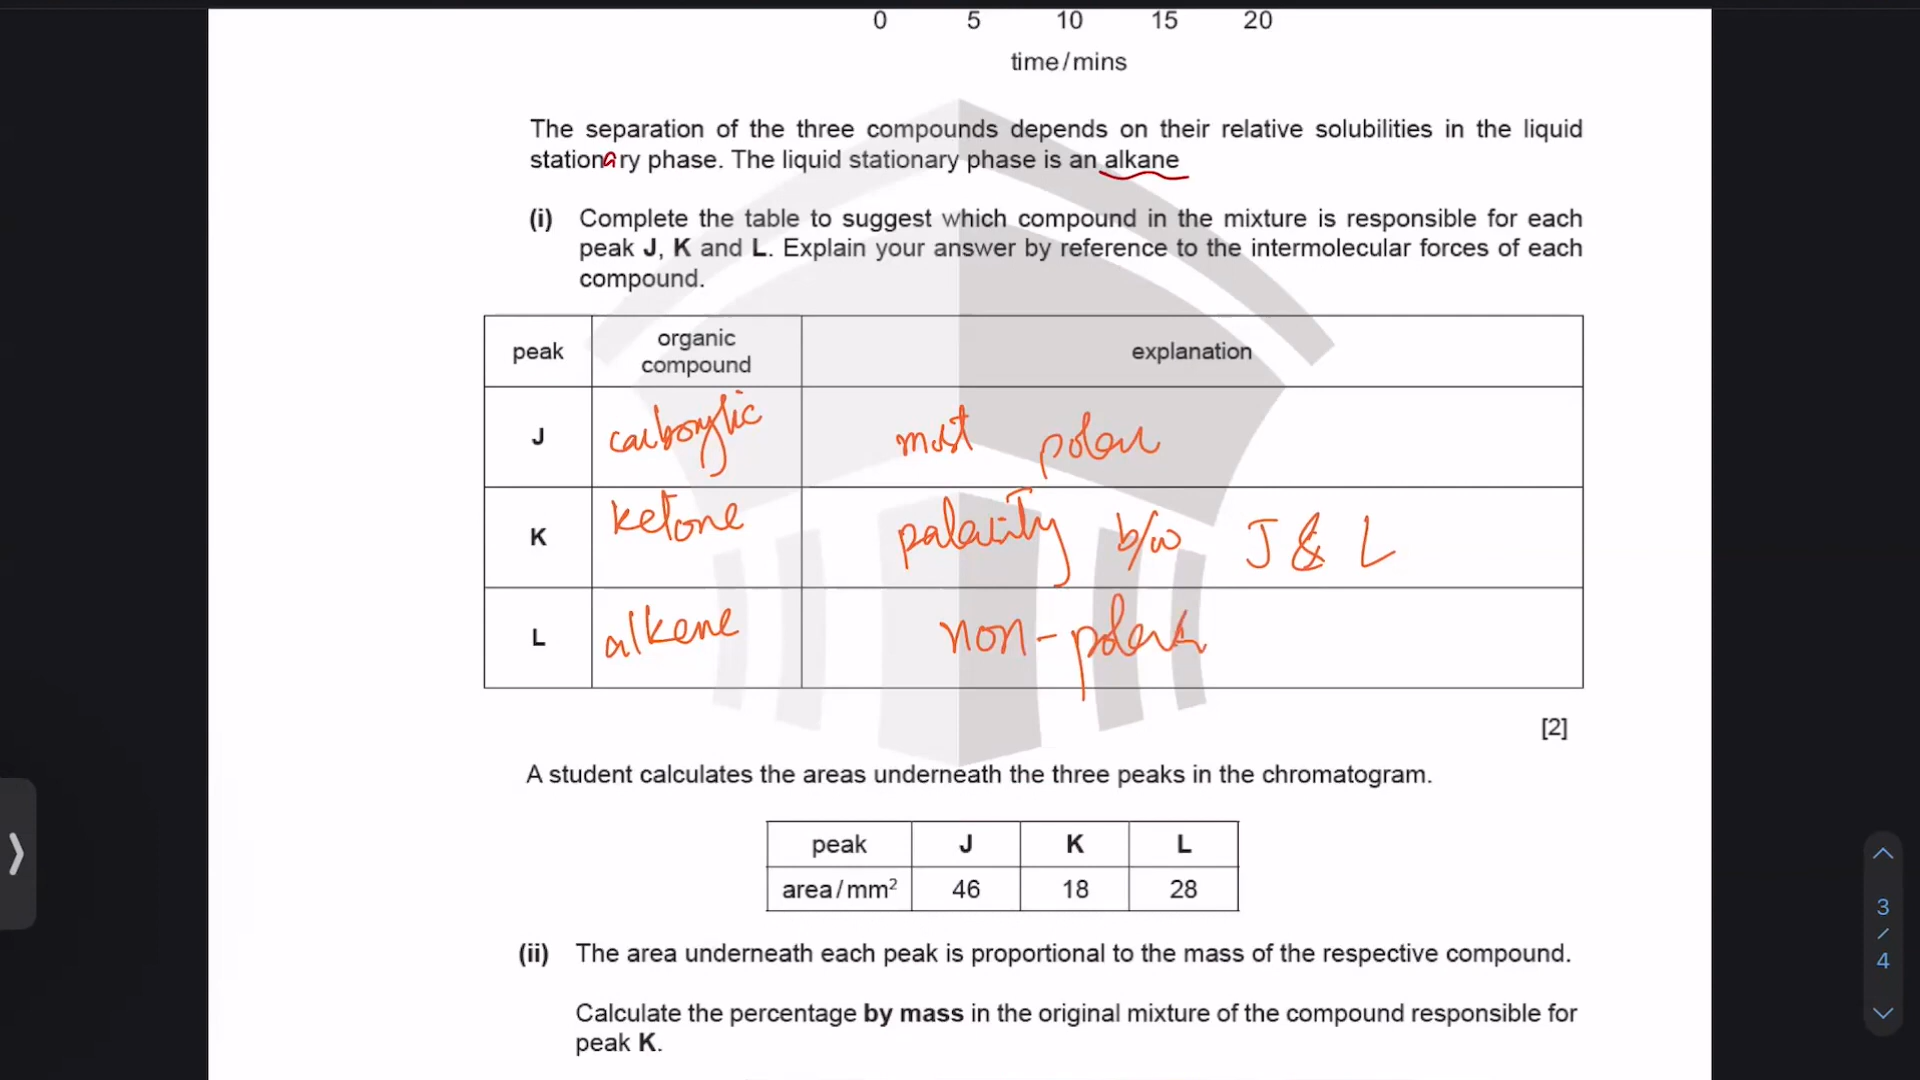 0 5 10 15 20
time/mins
The separation of the three compounds depends on their relative solubilities in the liquid
stationary phase. The liquid stationary phase is an alkane
(i) Complete the table to suggest which compound in the mixture is responsible for each
peak J, K and L. Explain your answer by reference to the intermolecular forces of each
compound.
peak organic compound explanation
J carboxylic most polar
K ketone polarity b/w J & L
L alkene non-polar
[2]
A student calculates the areas underneath the three peaks in the chromatogram.
peak J K L
area/mm² 46 18 28
(ii) The area underneath each peak is proportional to the mass of the respective compound.
Calculate the percentage by mass in the original mixture of the compound responsible for
peak K.
3
/
4